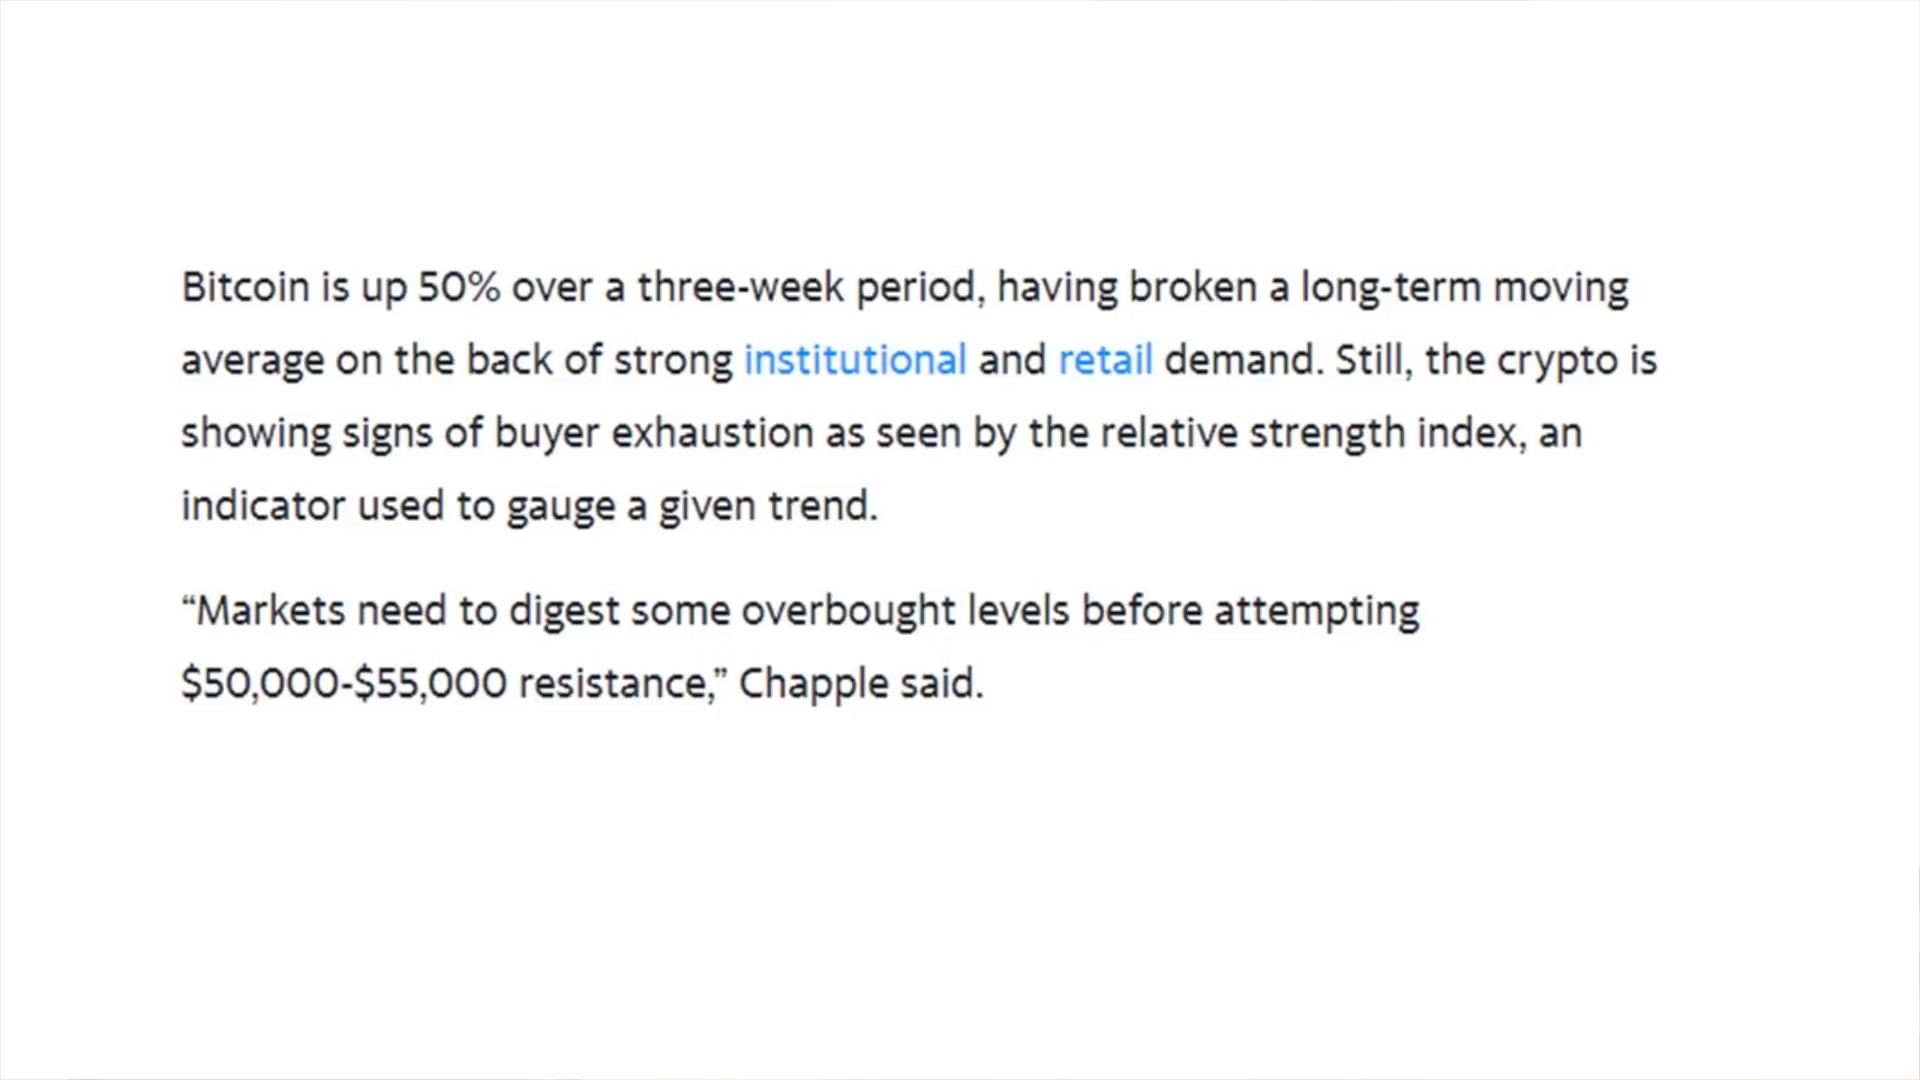 Bitcoin is up 50% over a three-week period, having broken a long-term moving
average on the back of strong institutional and retail demand. Still, the crypto is
showing signs of buyer exhaustion as seen by the relative strength index, an
indicator used to gauge a given trend.
“Markets need to digest some overbought levels before attempting
$50,000-$55,000 resistance,” Chapple said.